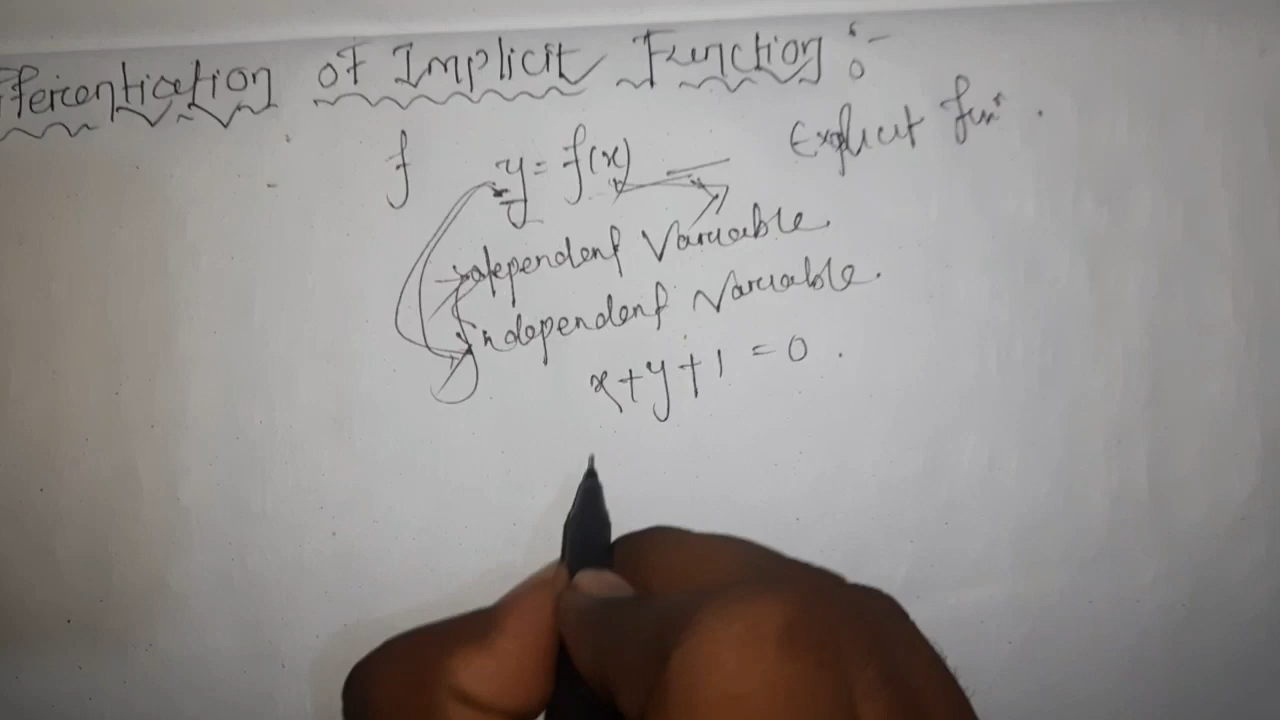 fferentiation of Implicit Function :-
f y = f(x) Explicit fun .
dependent Variable.
Independent Variable.
x + y + 1 = 0 .